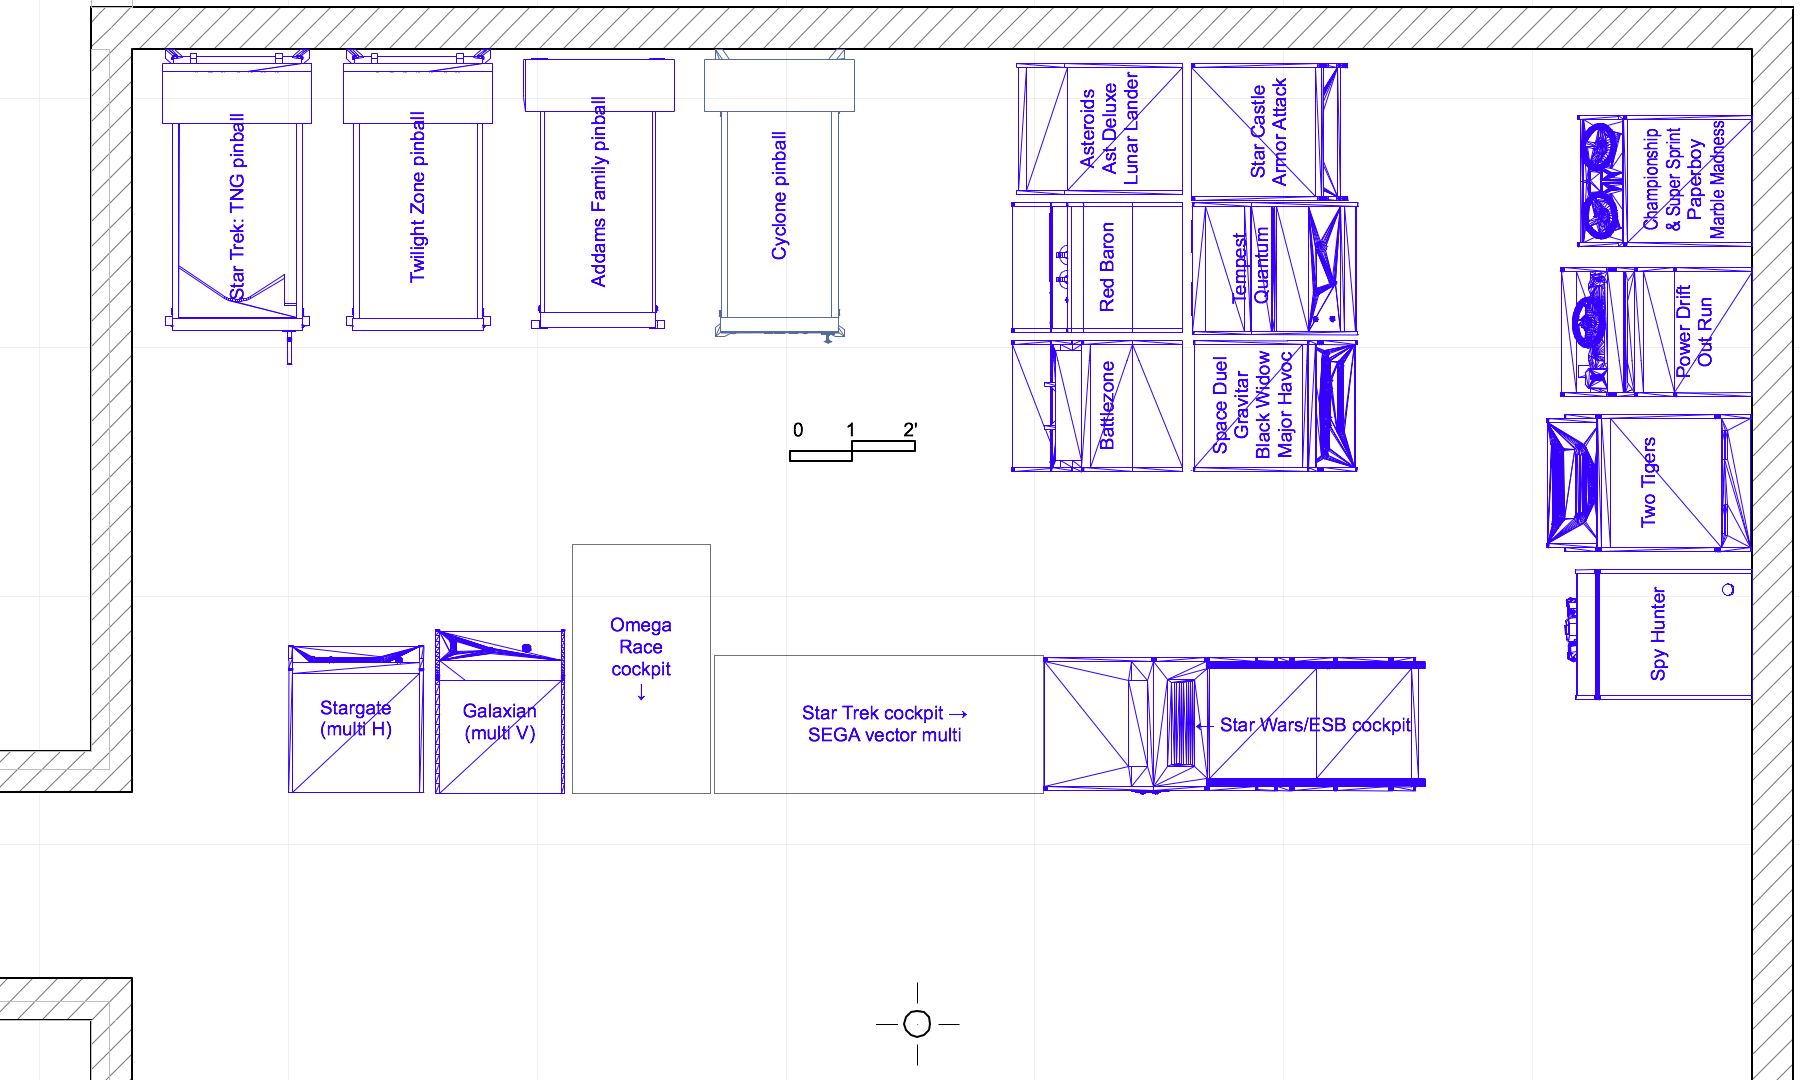 Star Trek: TNG pinball
Twilight Zone pinball
Addams Family pinball
Cyclone pinball
Asteroids
Ast Deluxe
Lunar Lander
Star Castle
Armor Attack
Championship
& Super Sprint
Paperboy
Marble Madness
Red Baron
Tempest
Quantum
Power Drift
Out Run
Battlezone
Space Duel
Gravitar
Black Widow
Major Havoc
Two Tigers
0 1 2'
Spy Hunter
Stargate
(multi H)
Galaxian
(multi V)
Omega
Race
cockpit
↓
Star Trek cockpit →
SEGA vector multi
← Star Wars/ESB cockpit